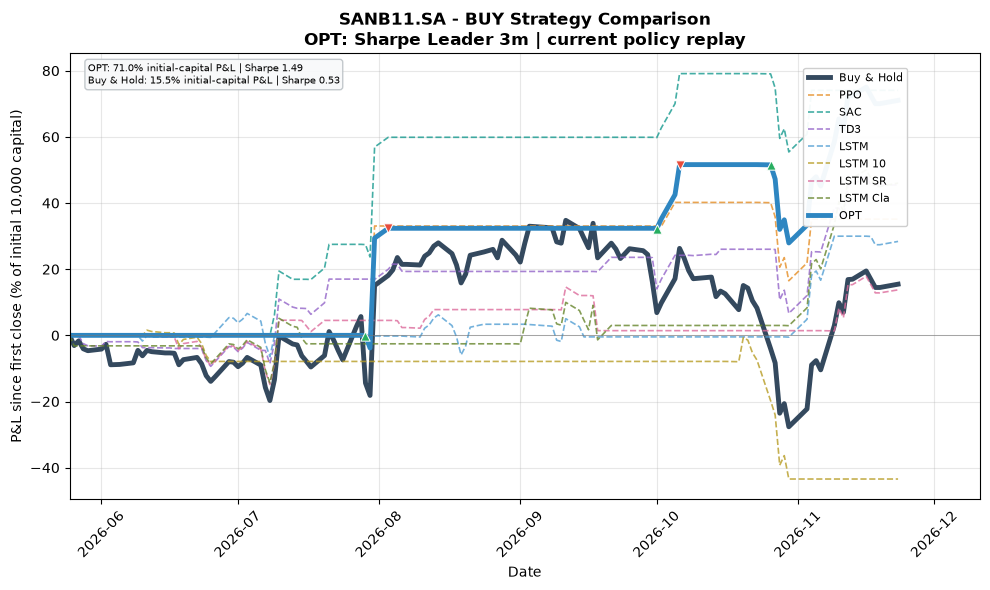 SANB11.SA - BUY Strategy Comparison
OPT: Sharpe Leader 3m | current policy replay
OPT: 71.0% initial-capital P&L | Sharpe 1.49
Buy & Hold: 15.5% initial-capital P&L | Sharpe 0.53
Buy & Hold
PPO
SAC
TD3
LSTM
LSTM 10
LSTM SR
LSTM Cla
OPT
P&L since first close (% of initial 10,000 capital)
80
60
40
20
0
−20
−40
2026-06
2026-07
2026-08
2026-09
2026-10
2026-11
2026-12
Date